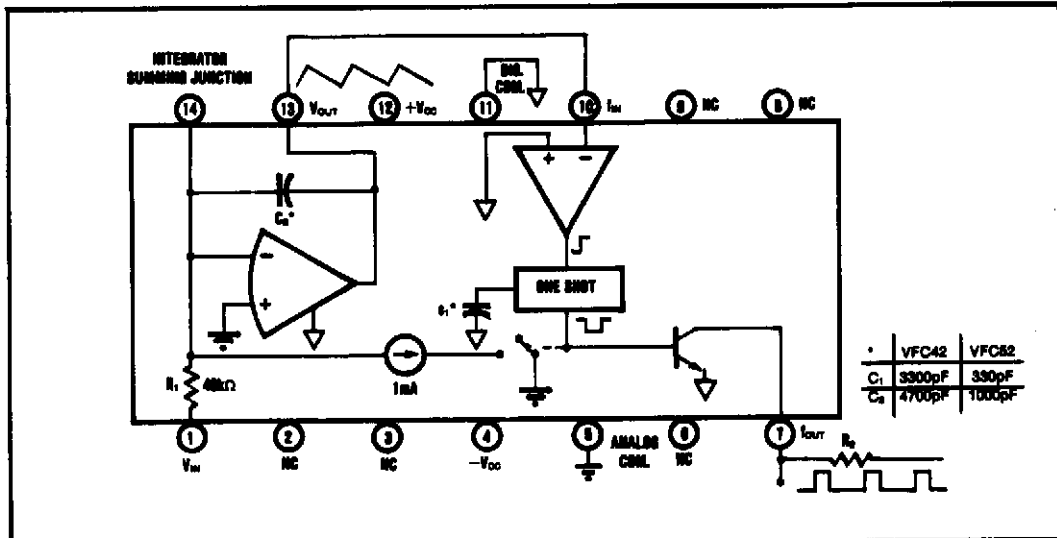 INTEGRATOR
SUMMING JUNCTION
DIG.
COM.
14
13 VOUT
12 +VCC
11
10 fIN
9 NC
8 NC
C2*
+ −
−
+
ONE SHOT
C1*
R1 40kΩ
1mA
* VFC42 VFC52
C1 3300pF 330pF
C2 4700pF 1000pF
1
2
3
4
5 ANALOG
COM.
6
7 fOUT
VIN
NC
NC
−VCC
NC
R2